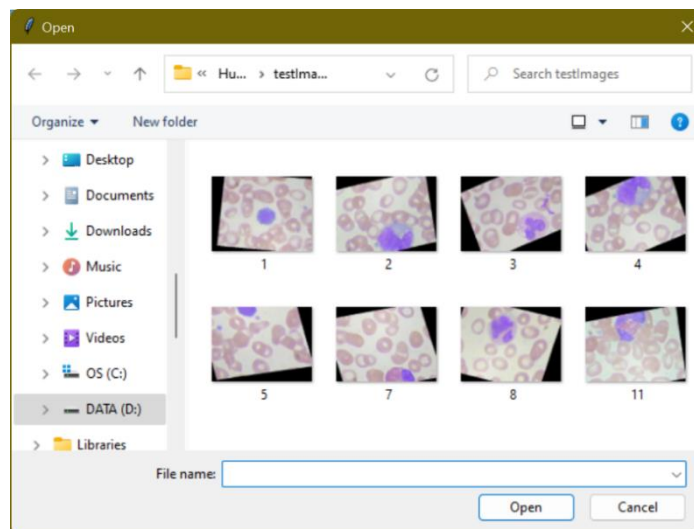 Open
« Hu... › testIma...
Search testImages
Organize
New folder
Desktop
Documents
Downloads
Music
Pictures
Videos
OS (C:)
DATA (D:)
Libraries
1
2
3
4
5
7
8
11
File name:
Open
Cancel